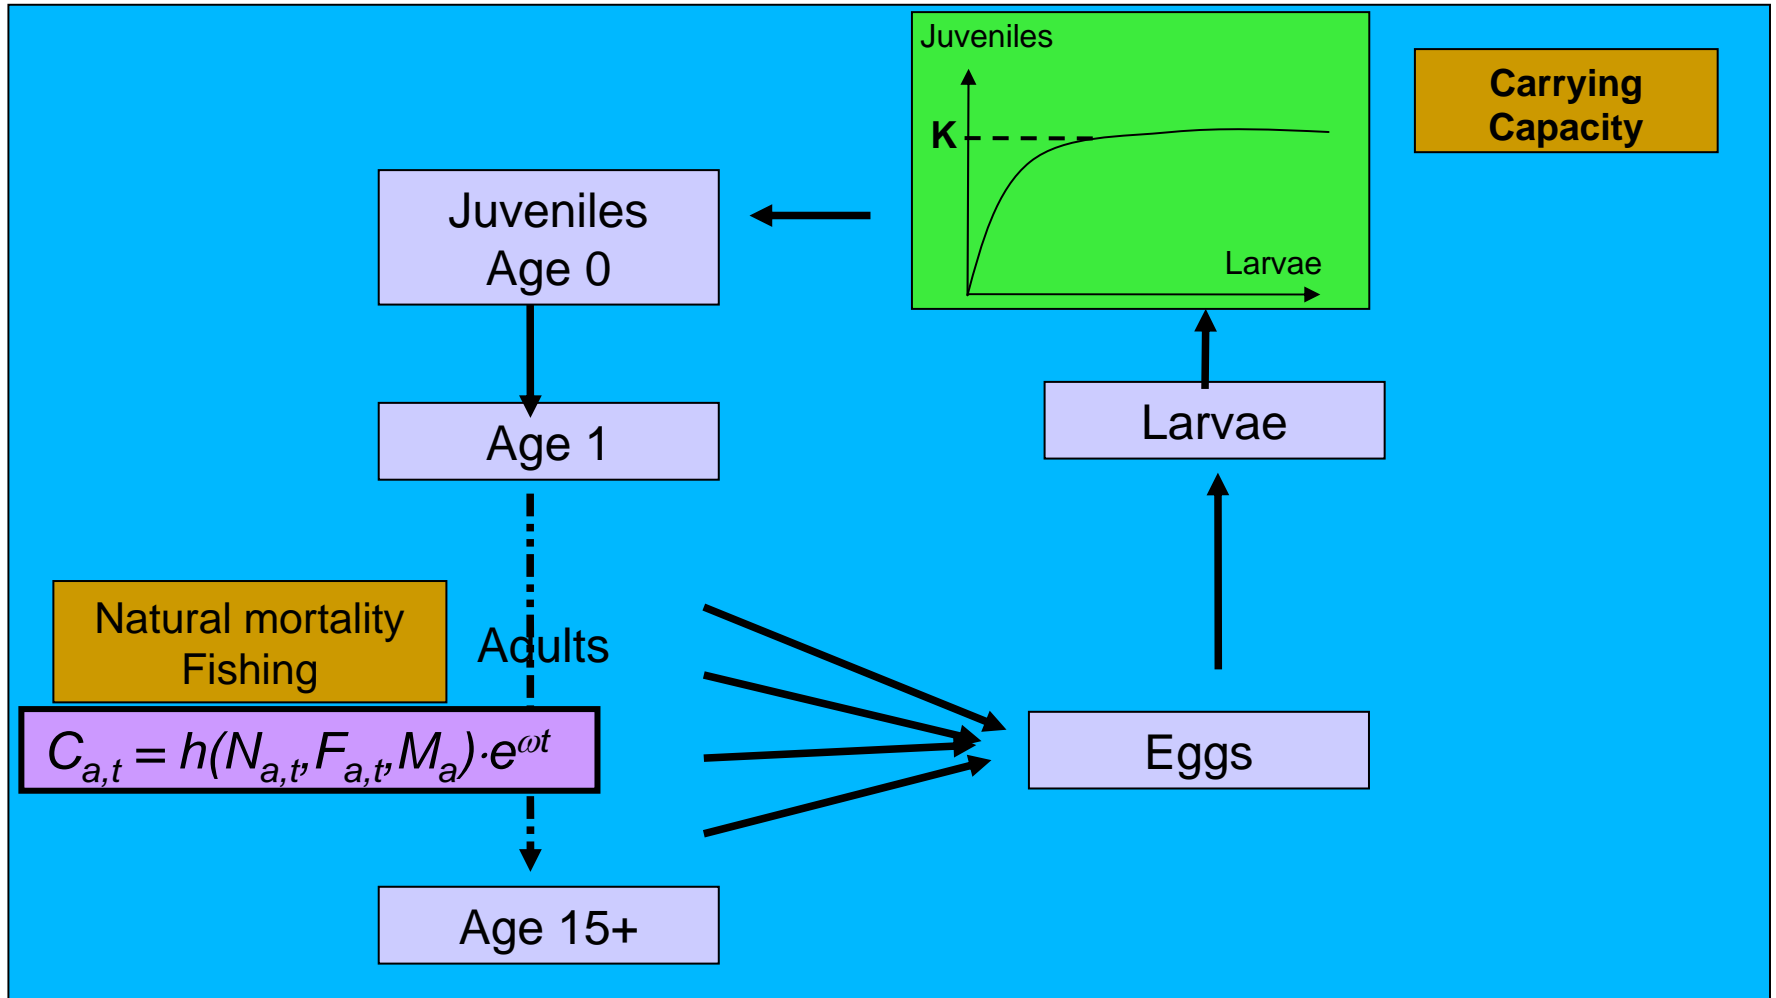 Juveniles
K
Larvae
Carrying
Capacity
Juveniles
Age 0
Age 1
Larvae
Natural mortality
Fishing
Adults
C_{a,t} = h(N_{a,t},F_{a,t},M_a)·e^{ωt}
Eggs
Age 15+